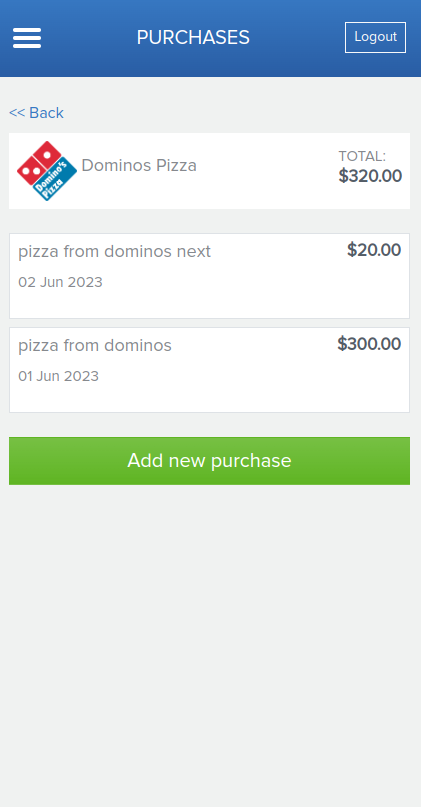 PURCHASES
Logout
<< Back
Domino's
Pizza
Dominos Pizza
TOTAL:
$320.00
pizza from dominos next
$20.00
02 Jun 2023
pizza from dominos
$300.00
01 Jun 2023
Add new purchase